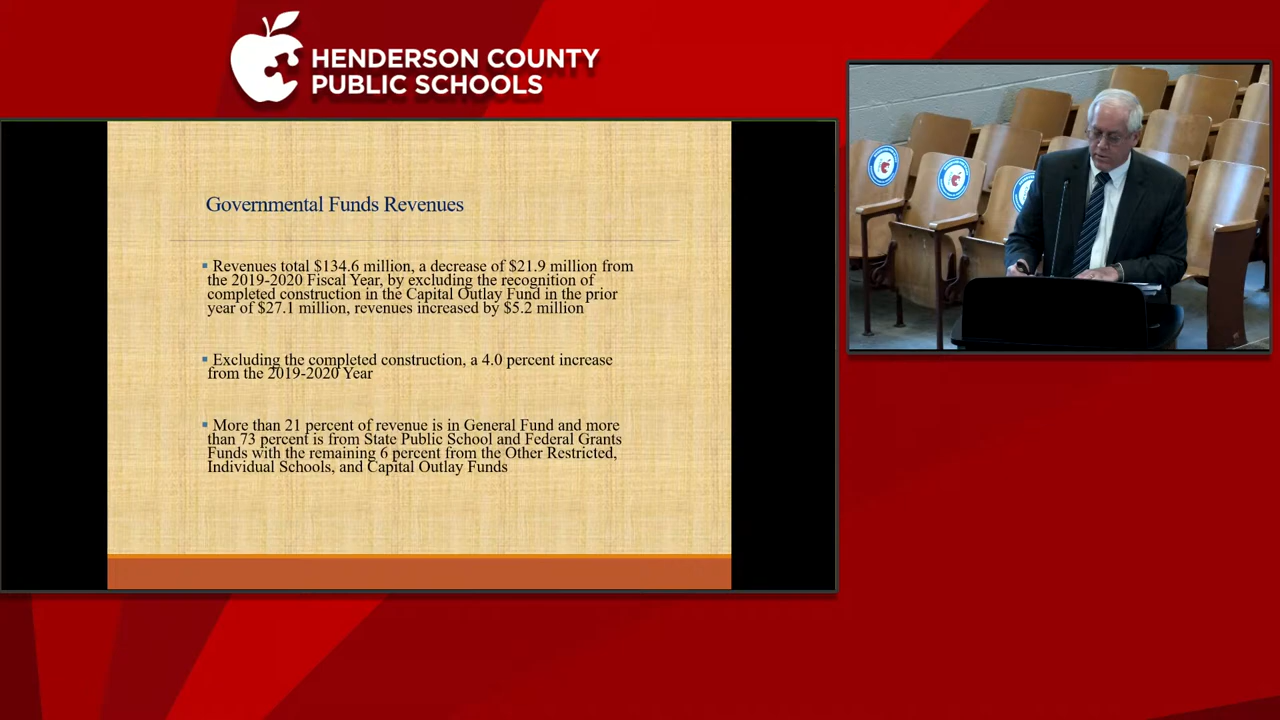 HENDERSON COUNTY
PUBLIC SCHOOLS
Governmental Funds Revenues
Revenues total $134.6 million, a decrease of $21.9 million from
the 2019-2020 Fiscal Year, by excluding the recognition of
completed construction in the Capital Outlay Fund in the prior
year of $27.1 million, revenues increased by $5.2 million
Excluding the completed construction, a 4.0 percent increase
from the 2019-2020 Year
More than 21 percent of revenue is in General Fund and more
than 73 percent is from State Public School and Federal Grants
Funds with the remaining 6 percent from the Other Restricted,
Individual Schools, and Capital Outlay Funds